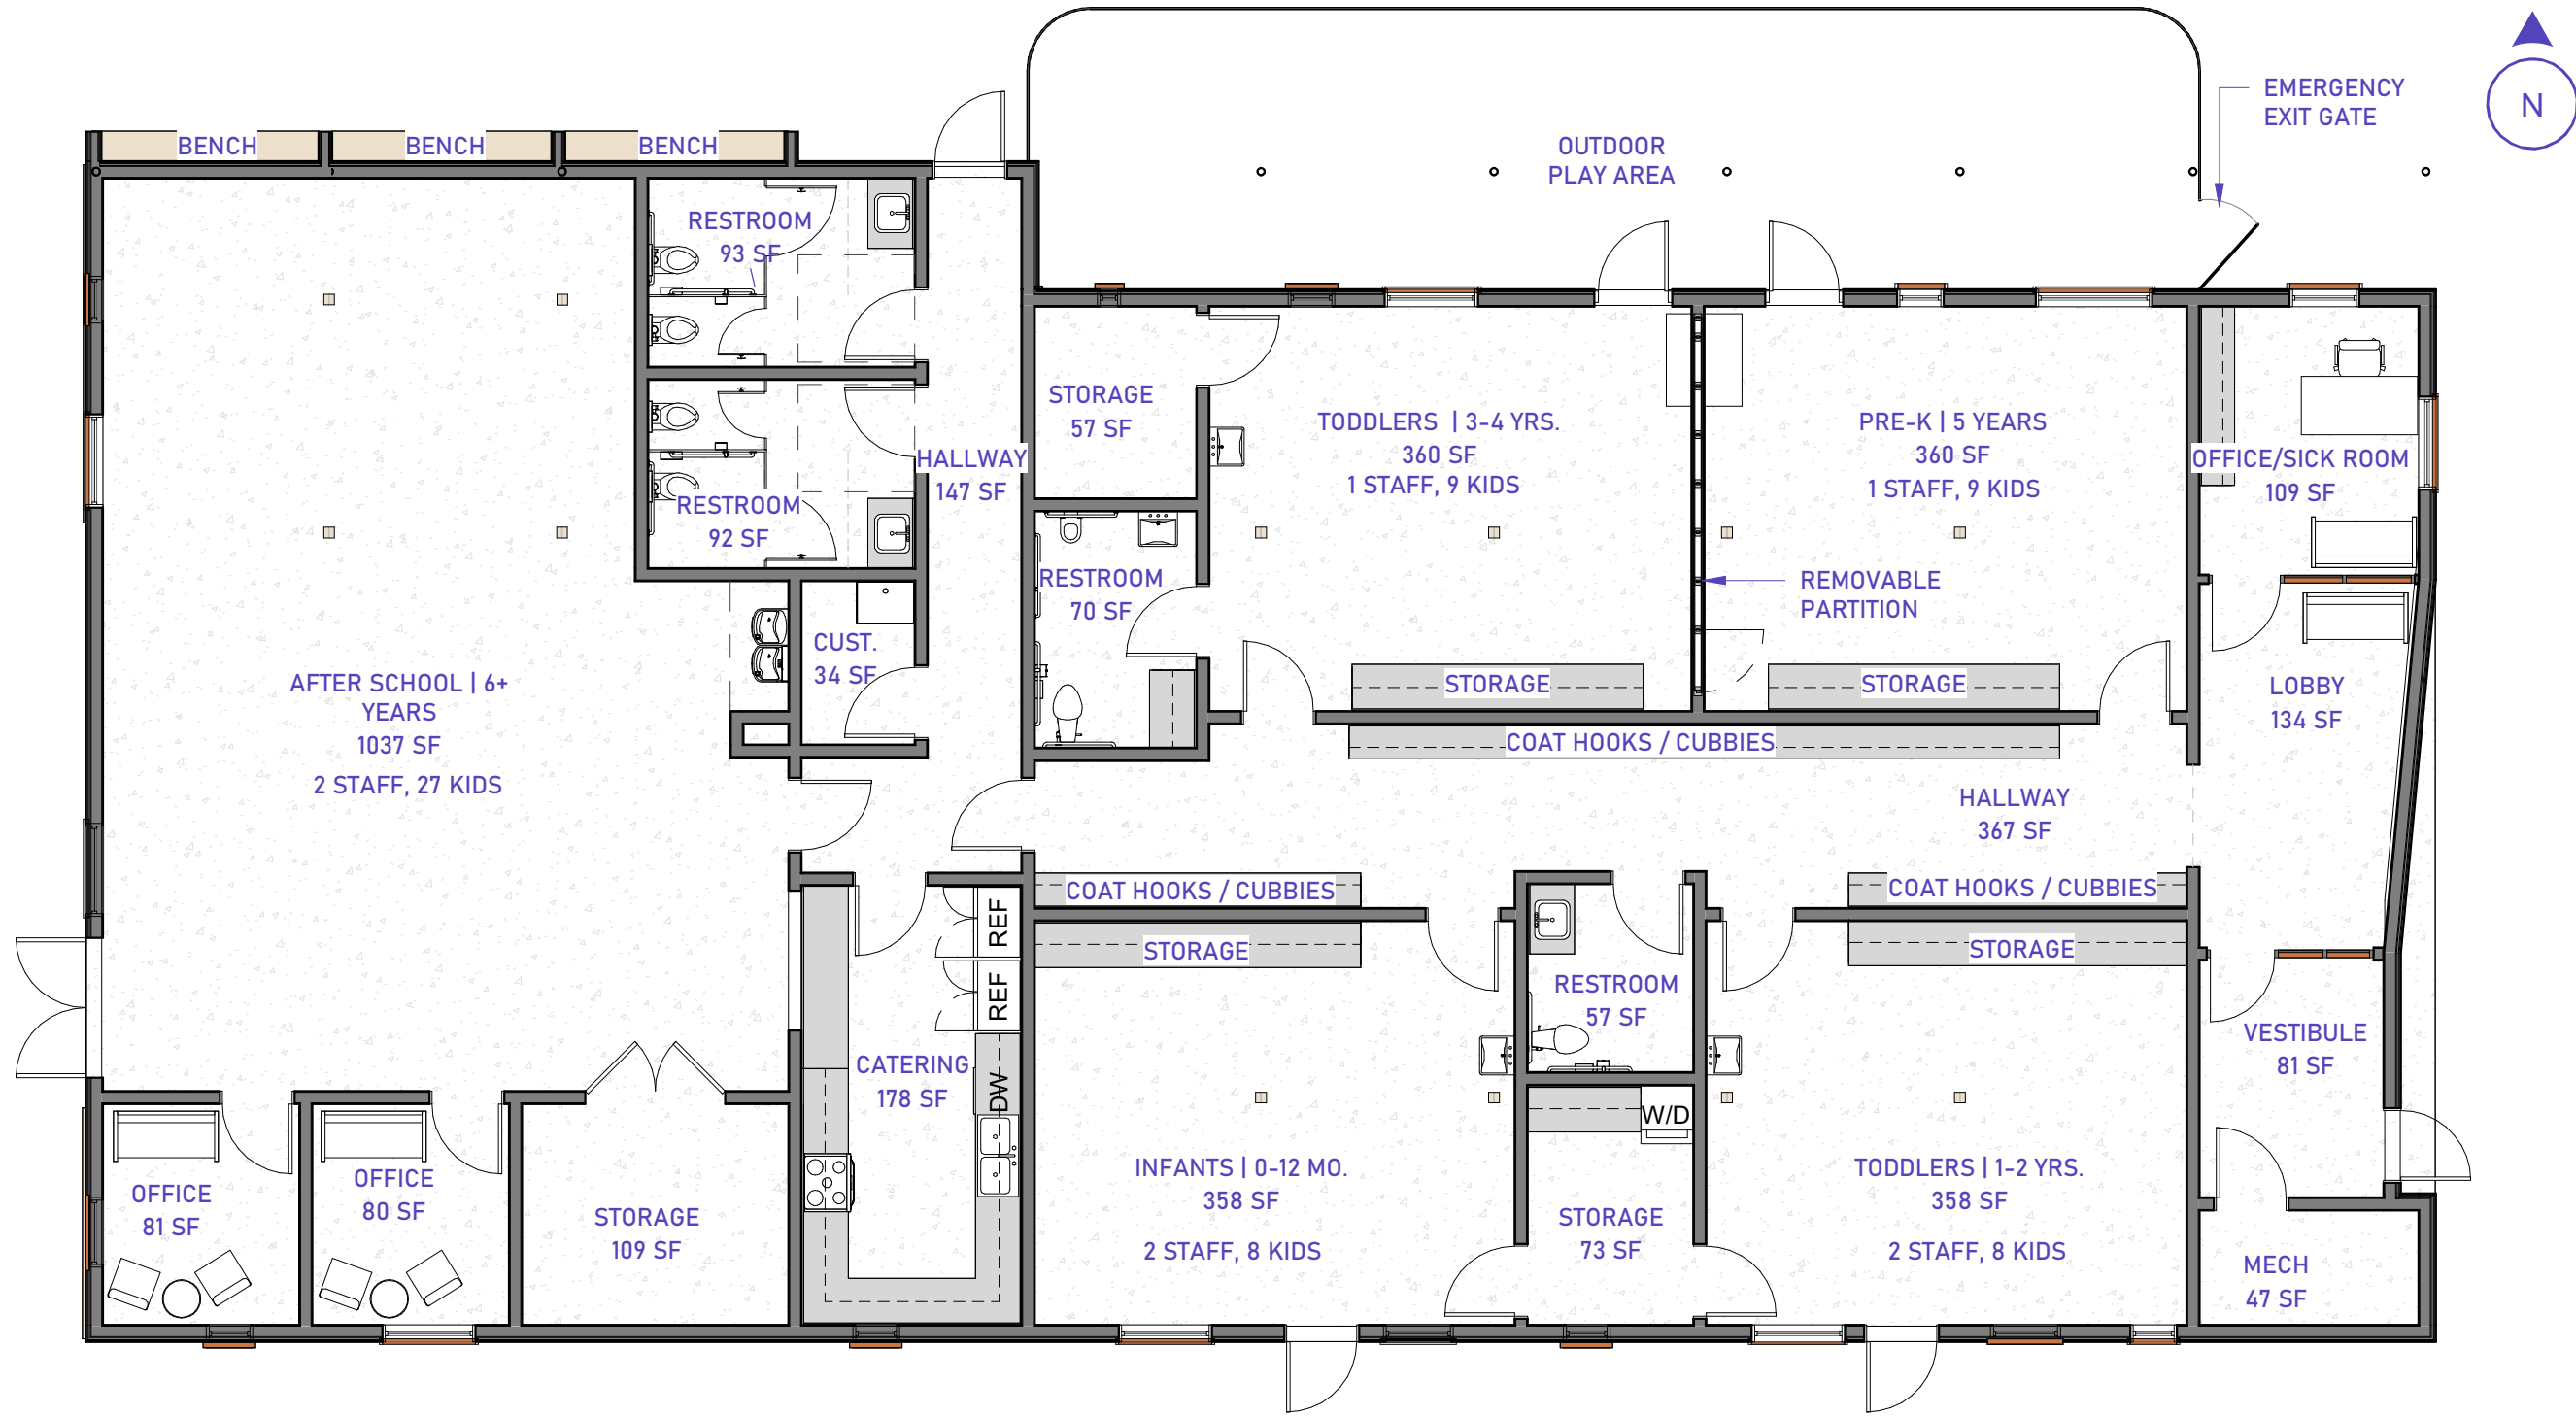 EMERGENCY
EXIT GATE
N
BENCH
BENCH
BENCH
OUTDOOR
PLAY AREA
RESTROOM
93 SF
STORAGE
57 SF
TODDLERS | 3-4 YRS.
360 SF
1 STAFF, 9 KIDS
PRE-K | 5 YEARS
360 SF
1 STAFF, 9 KIDS
OFFICE/SICK ROOM
109 SF
HALLWAY
147 SF
RESTROOM
92 SF
RESTROOM
70 SF
REMOVABLE
PARTITION
CUST.
34 SF
AFTER SCHOOL | 6+
YEARS
1037 SF
2 STAFF, 27 KIDS
STORAGE
STORAGE
LOBBY
134 SF
COAT HOOKS / CUBBIES
HALLWAY
367 SF
COAT HOOKS / CUBBIES
COAT HOOKS / CUBBIES
REF
REF
STORAGE
STORAGE
RESTROOM
57 SF
VESTIBULE
81 SF
CATERING
178 SF
DW
W/D
OFFICE
81 SF
OFFICE
80 SF
STORAGE
109 SF
INFANTS | 0-12 MO.
358 SF
2 STAFF, 8 KIDS
STORAGE
73 SF
TODDLERS | 1-2 YRS.
358 SF
2 STAFF, 8 KIDS
MECH
47 SF